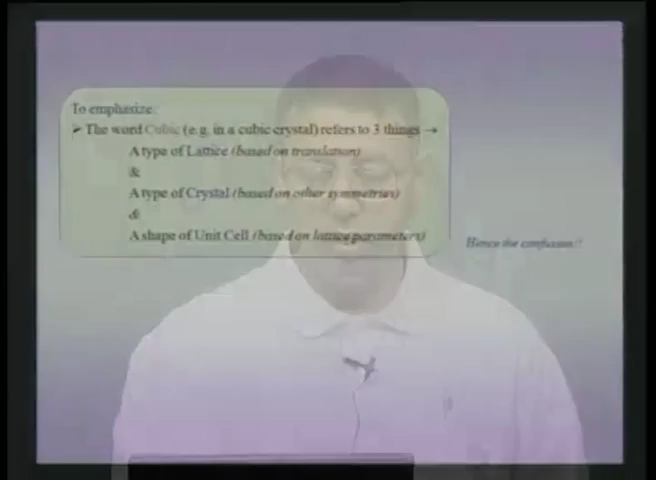 To emphasize:
➤ The word Cubic (e.g. in a cubic crystal) refers to 3 things →
A type of Lattice (based on translation)
&
A type of Crystal (based on other symmetries)
&
A shape of Unit Cell (based on lattice parameters)
Hence the confusion!!